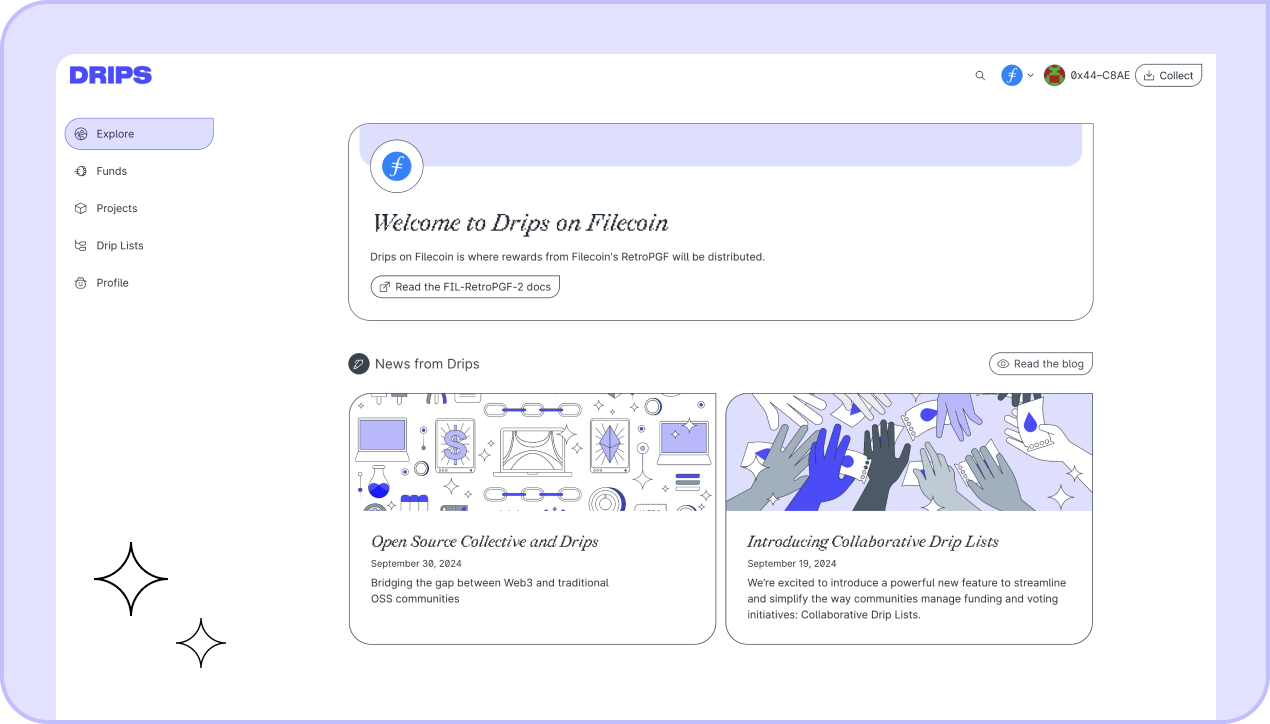 DRIPS
0x44–C8AE
Collect
Explore
Funds
Projects
Drip Lists
Profile
Welcome to Drips on Filecoin
Drips on Filecoin is where rewards from Filecoin's RetroPGF will be distributed.
Read the FIL-RetroPGF-2 docs
News from Drips
Read the blog
Open Source Collective and Drips
September 30, 2024
Bridging the gap between Web3 and traditional
OSS communities
Introducing Collaborative Drip Lists
September 19, 2024
We’re excited to introduce a powerful new feature to streamline
and simplify the way communities manage funding and voting
initiatives: Collaborative Drip Lists.